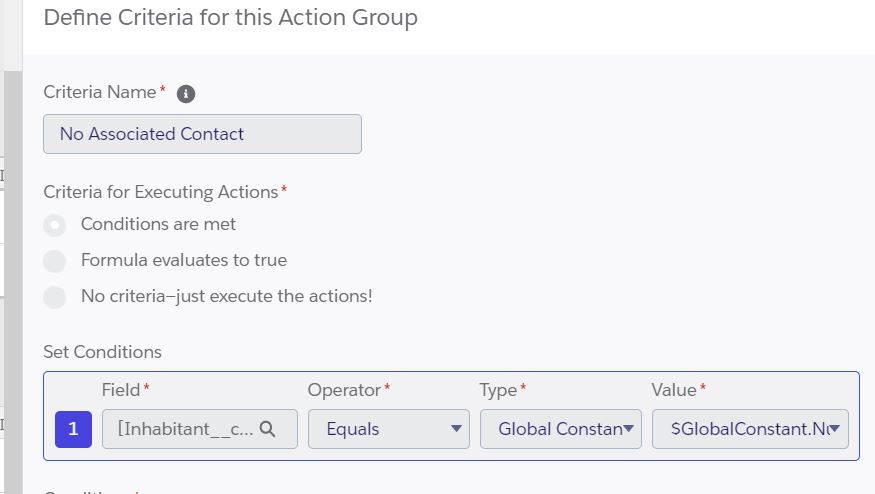 Define Criteria for this Action Group
Criteria Name*
No Associated Contact
Criteria for Executing Actions*
Conditions are met
Formula evaluates to true
No criteria—just execute the actions!
Set Conditions
Field* Operator* Type* Value*
1 [Inhabitant__c... Equals Global Constan $GlobalConstant.Nu